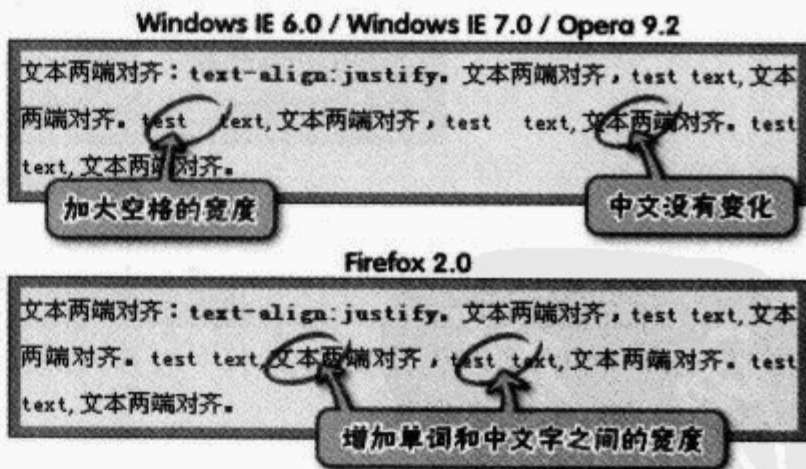 Windows IE 6.0 / Windows IE 7.0 / Opera 9.2
文本两端对齐：text-align:justify。文本两端对齐，test text,文本
两端对齐。test text,文本两端对齐，test text,文本两端对齐。test
text,文本两端对齐。
加大空格的宽度
中文没有变化
Firefox 2.0
文本两端对齐：text-align:justify。文本两端对齐，test text,文本
两端对齐。test text,文本两端对齐，test text,文本两端对齐。test
text,文本两端对齐。
增加单词和中文字之间的宽度